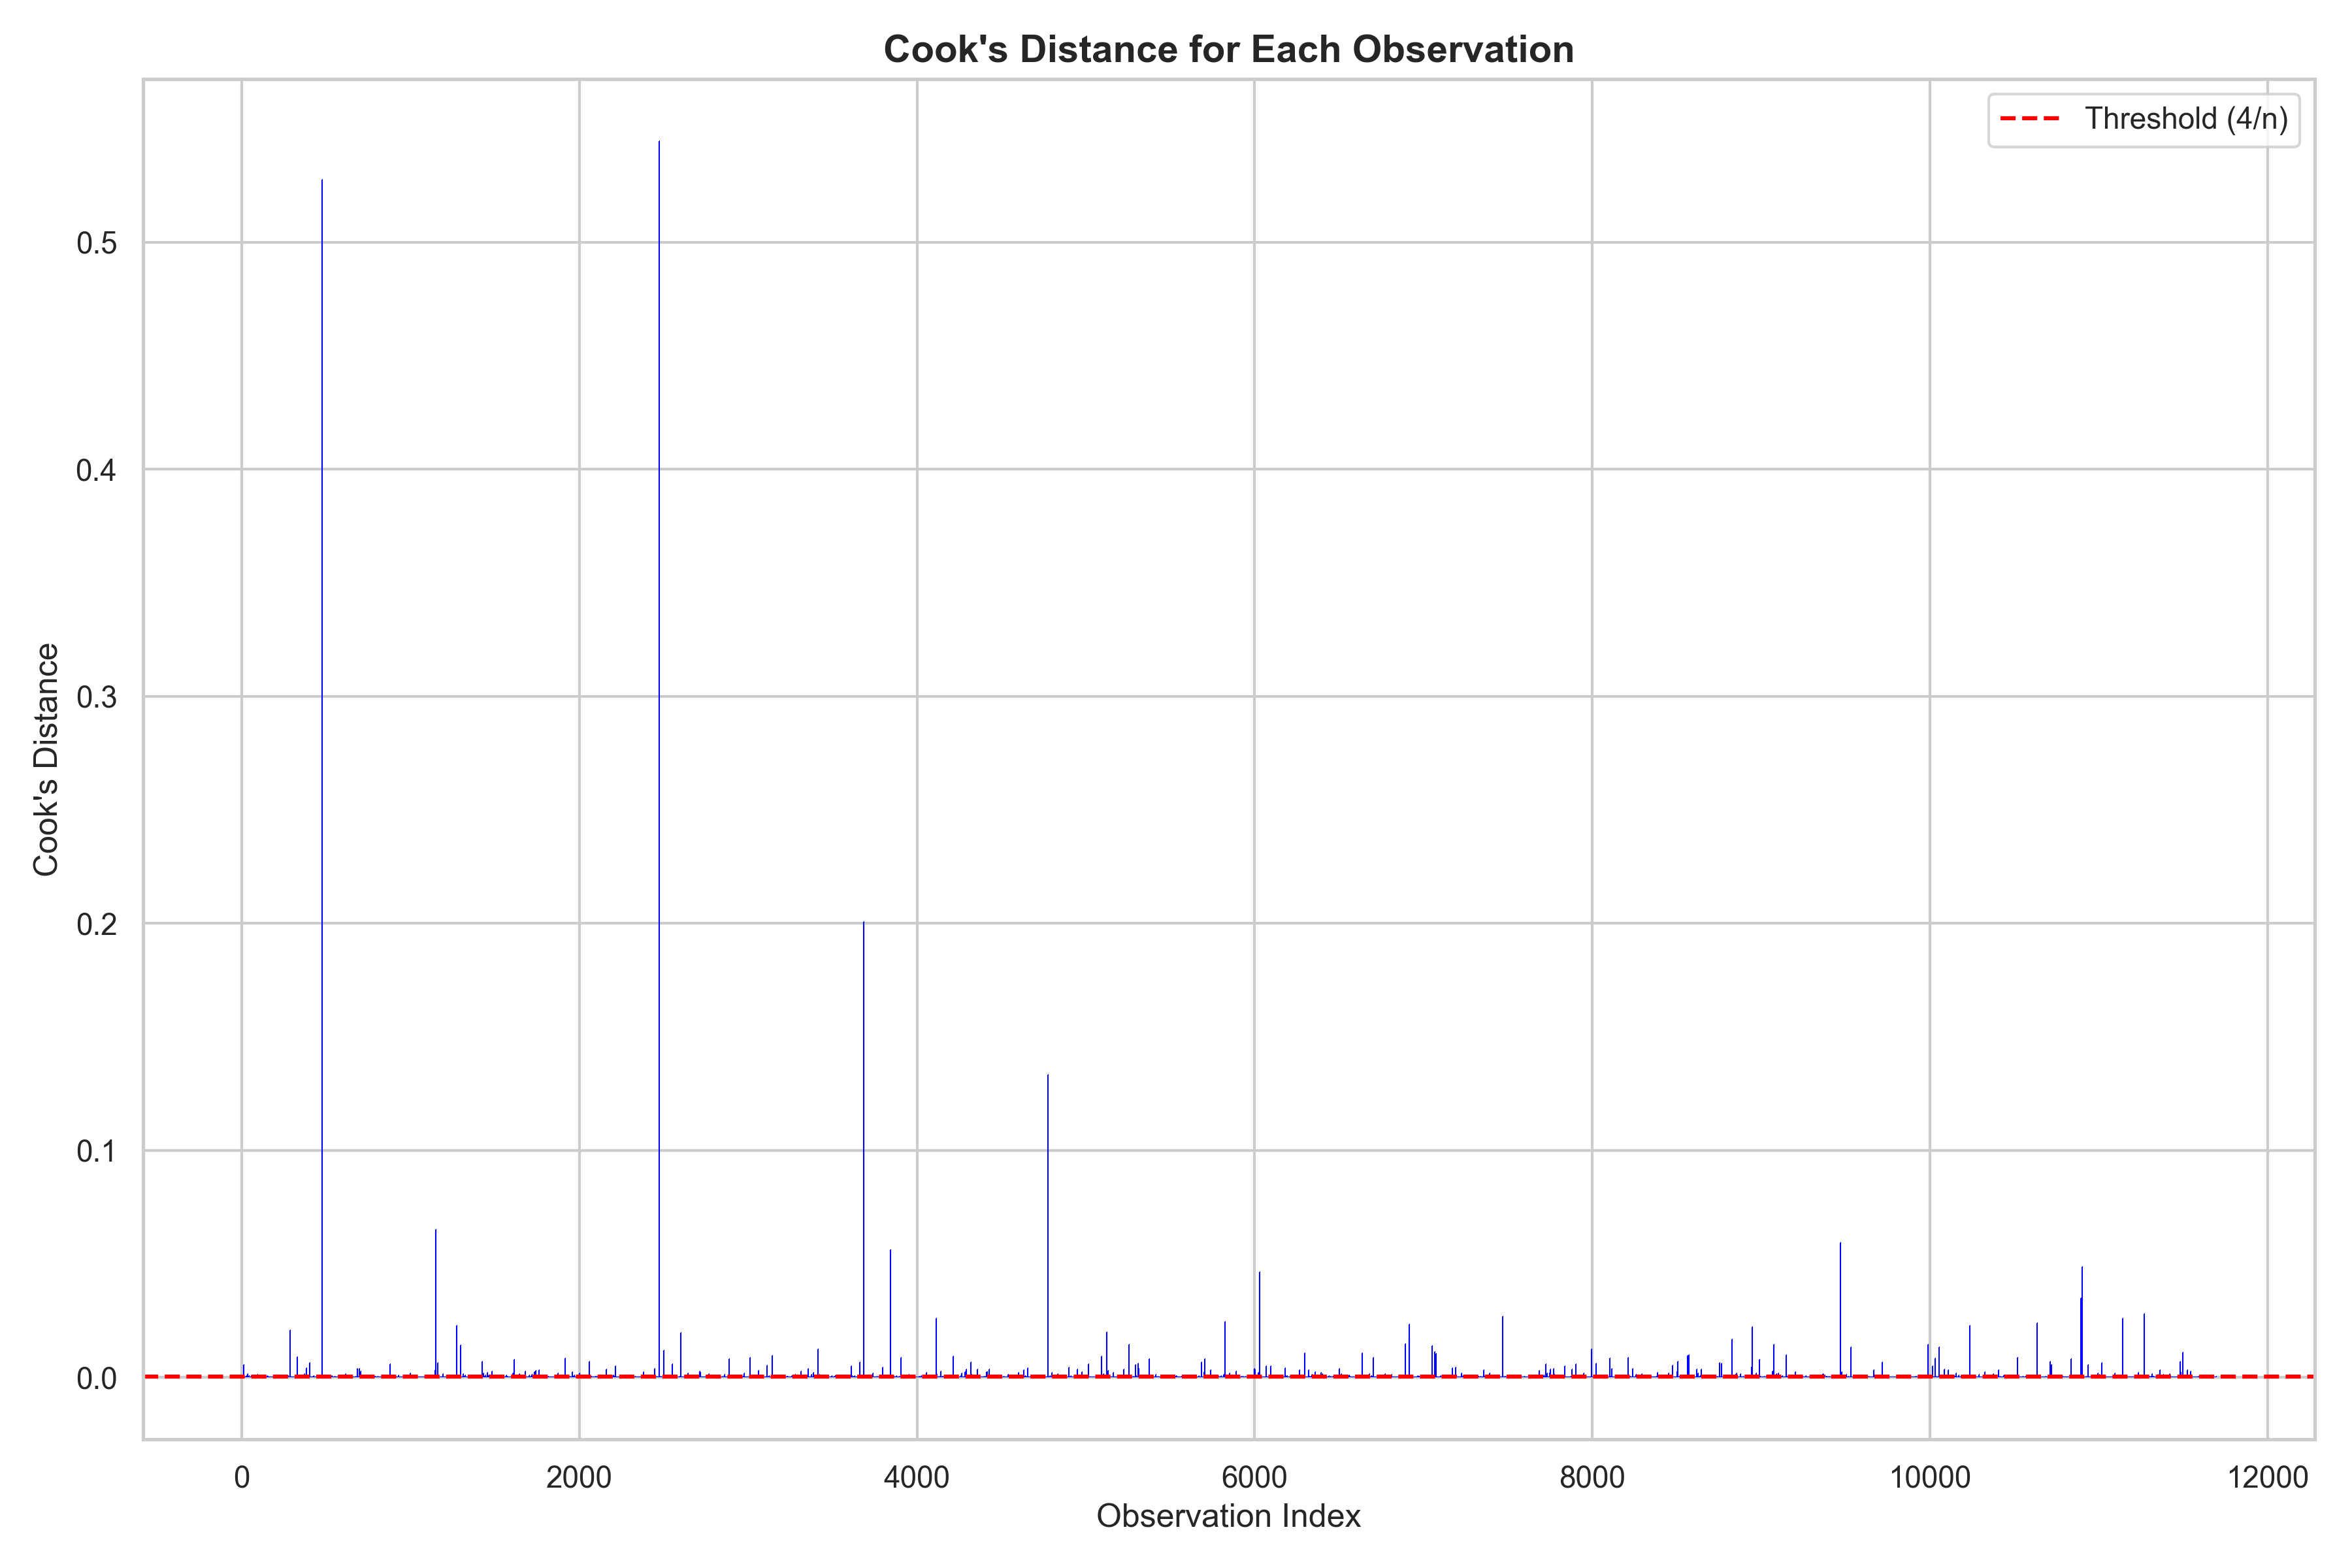 Cook's Distance for Each Observation
Threshold (4/n)
Cook's Distance
0.5
0.4
0.3
0.2
0.1
0.0
0 2000 4000 6000 8000 10000 12000
Observation Index